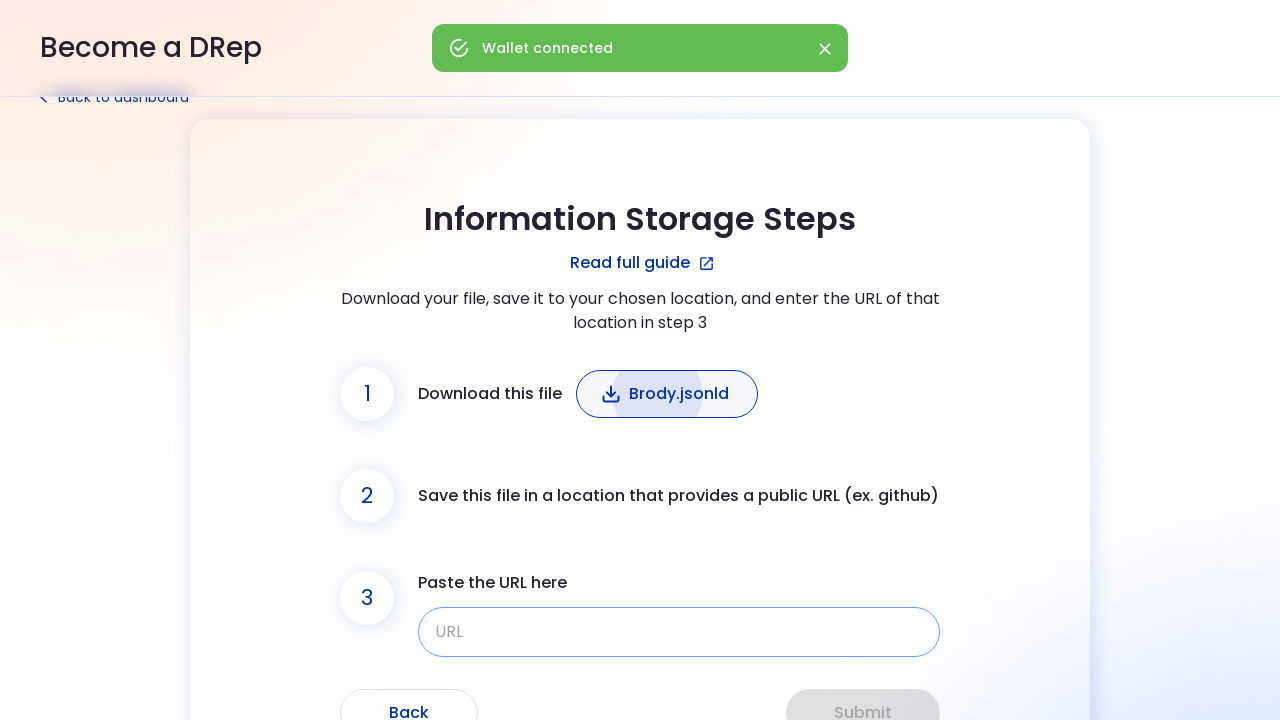 Become a DRep
Wallet connected
Back to dashboard
Information Storage Steps
Read full guide
Download your file, save it to your chosen location, and enter the URL of that
location in step 3
1
Download this file
Brody.jsonld
2
Save this file in a location that provides a public URL (ex. github)
3
Paste the URL here
URL
Back
Submit